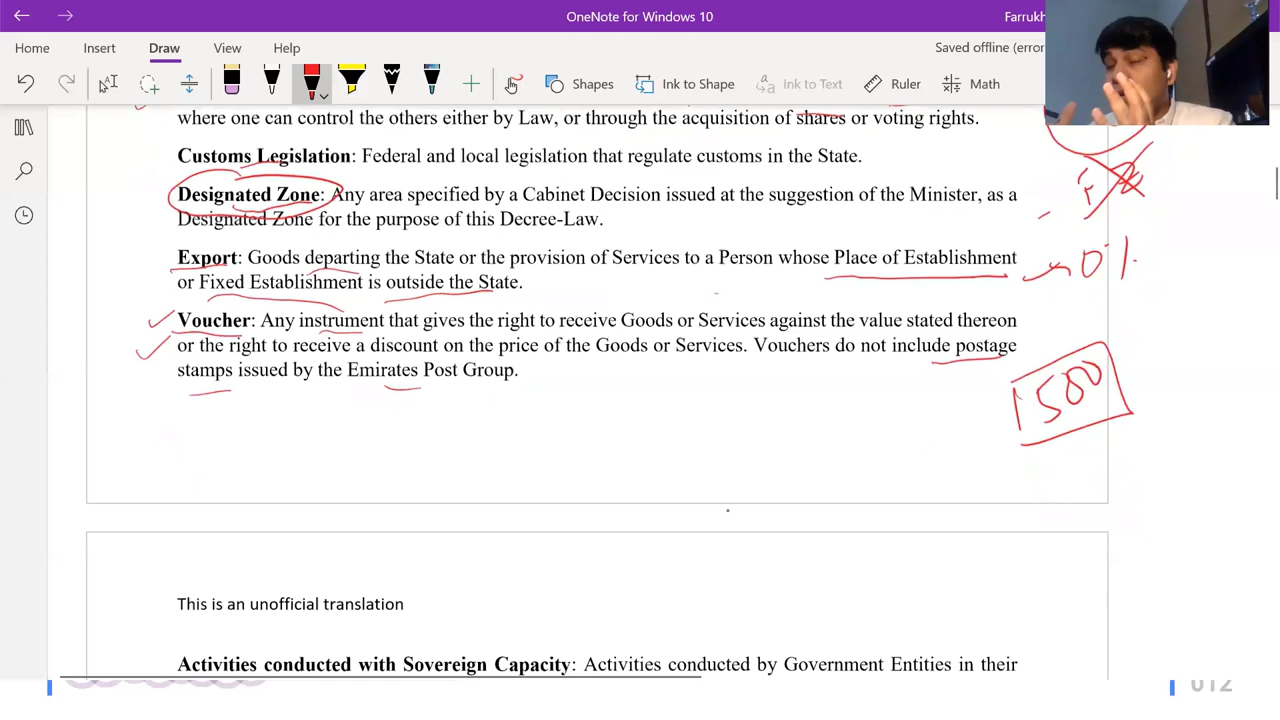 OneNote for Windows 10
Farrukh
Home Insert Draw View Help
Saved offline (error
Shapes Ink to Shape Ink to Text Ruler Math
where one can control the others either by Law, or through the acquisition of shares or voting rights.
Customs Legislation: Federal and local legislation that regulate customs in the State.
Designated Zone: Any area specified by a Cabinet Decision issued at the suggestion of the Minister, as a
Designated Zone for the purpose of this Decree-Law.
Export: Goods departing the State or the provision of Services to a Person whose Place of Establishment
or Fixed Establishment is outside the State.
0%
Voucher: Any instrument that gives the right to receive Goods or Services against the value stated thereon
or the right to receive a discount on the price of the Goods or Services. Vouchers do not include postage
stamps issued by the Emirates Post Group.
500
This is an unofficial translation
Activities conducted with Sovereign Capacity: Activities conducted by Government Entities in their